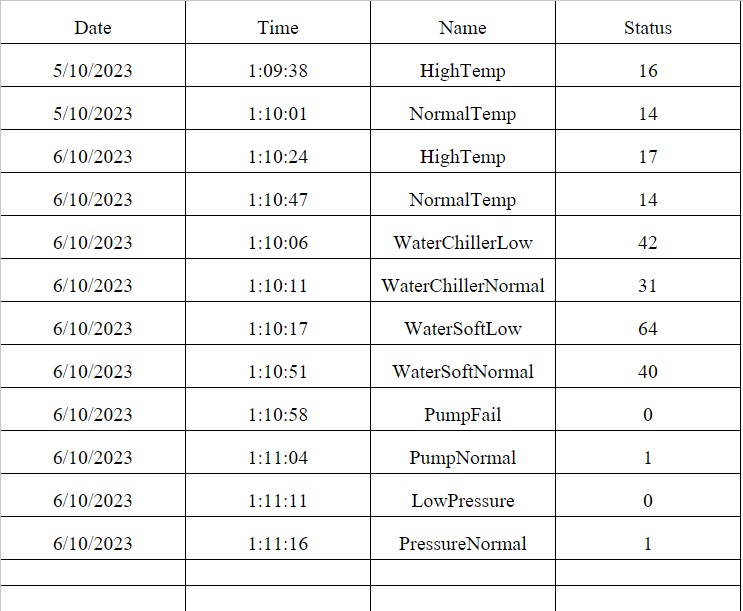 Date Time Name Status
5/10/2023 1:09:38 HighTemp 16
5/10/2023 1:10:01 NormalTemp 14
6/10/2023 1:10:24 HighTemp 17
6/10/2023 1:10:47 NormalTemp 14
6/10/2023 1:10:06 WaterChillerLow 42
6/10/2023 1:10:11 WaterChillerNormal 31
6/10/2023 1:10:17 WaterSoftLow 64
6/10/2023 1:10:51 WaterSoftNormal 40
6/10/2023 1:10:58 PumpFail 0
6/10/2023 1:11:04 PumpNormal 1
6/10/2023 1:11:11 LowPressure 0
6/10/2023 1:11:16 PressureNormal 1